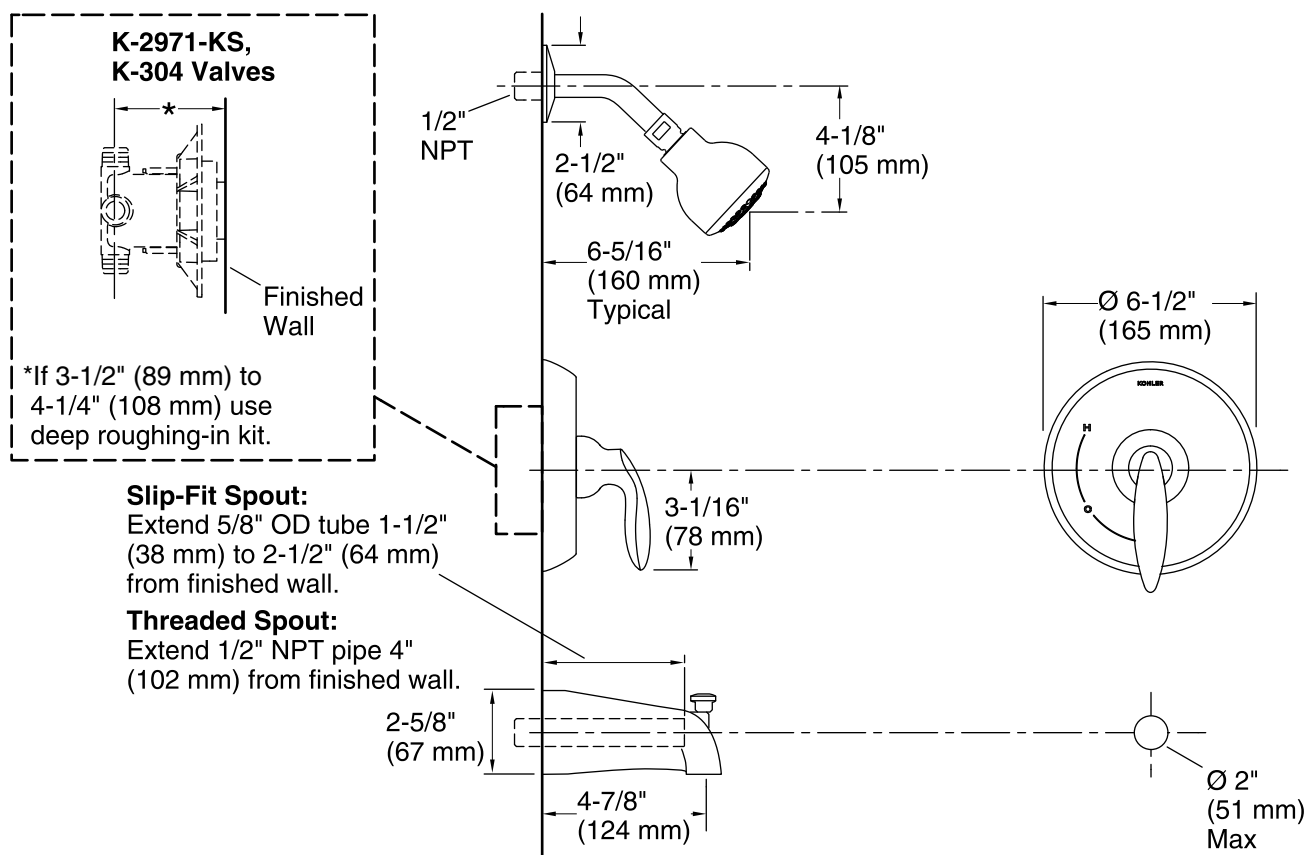 K-2971-KS,
K-304 Valves
*
Finished
Wall
*If 3-1/2" (89 mm) to
4-1/4" (108 mm) use
deep roughing-in kit.
1/2"
NPT
2-1/2"
(64 mm)
4-1/8"
(105 mm)
6-5/16"
(160 mm)
Typical
Ø 6-1/2"
(165 mm)
KOHLER
H
C
3-1/16"
(78 mm)
Slip-Fit Spout:
Extend 5/8" OD tube 1-1/2"
(38 mm) to 2-1/2" (64 mm)
from finished wall.
Threaded Spout:
Extend 1/2" NPT pipe 4"
(102 mm) from finished wall.
2-5/8"
(67 mm)
4-7/8"
(124 mm)
Ø 2"
(51 mm)
Max